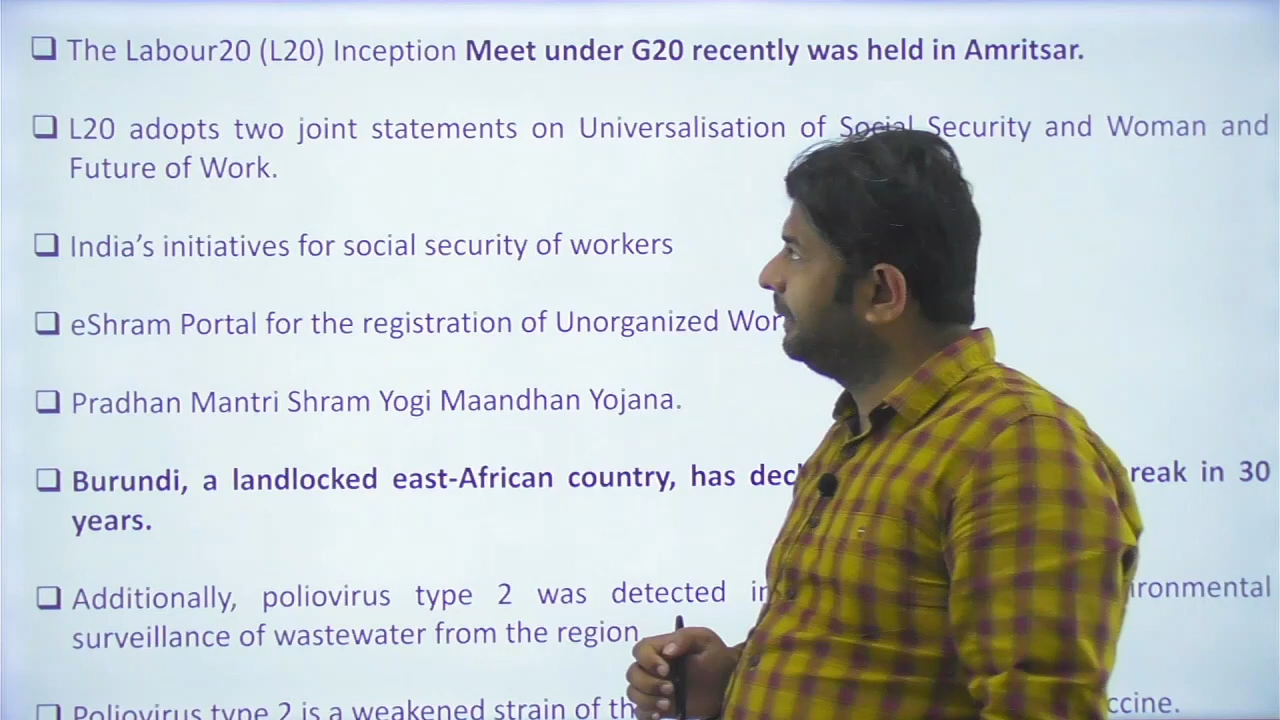 The Labour20 (L20) Inception Meet under G20 recently was held in Amritsar.
L20 adopts two joint statements on Universalisation of Social Security and Woman and
Future of Work.
India's initiatives for social security of workers
eShram Portal for the registration of Unorganized Wor
Pradhan Mantri Shram Yogi Maandhan Yojana.
Burundi, a landlocked east-African country, has dec reak in 30
years.
Additionally, poliovirus type 2 was detected in ironmental
surveillance of wastewater from the region
Poliovirus type 2 is a weakened strain of th ccine.